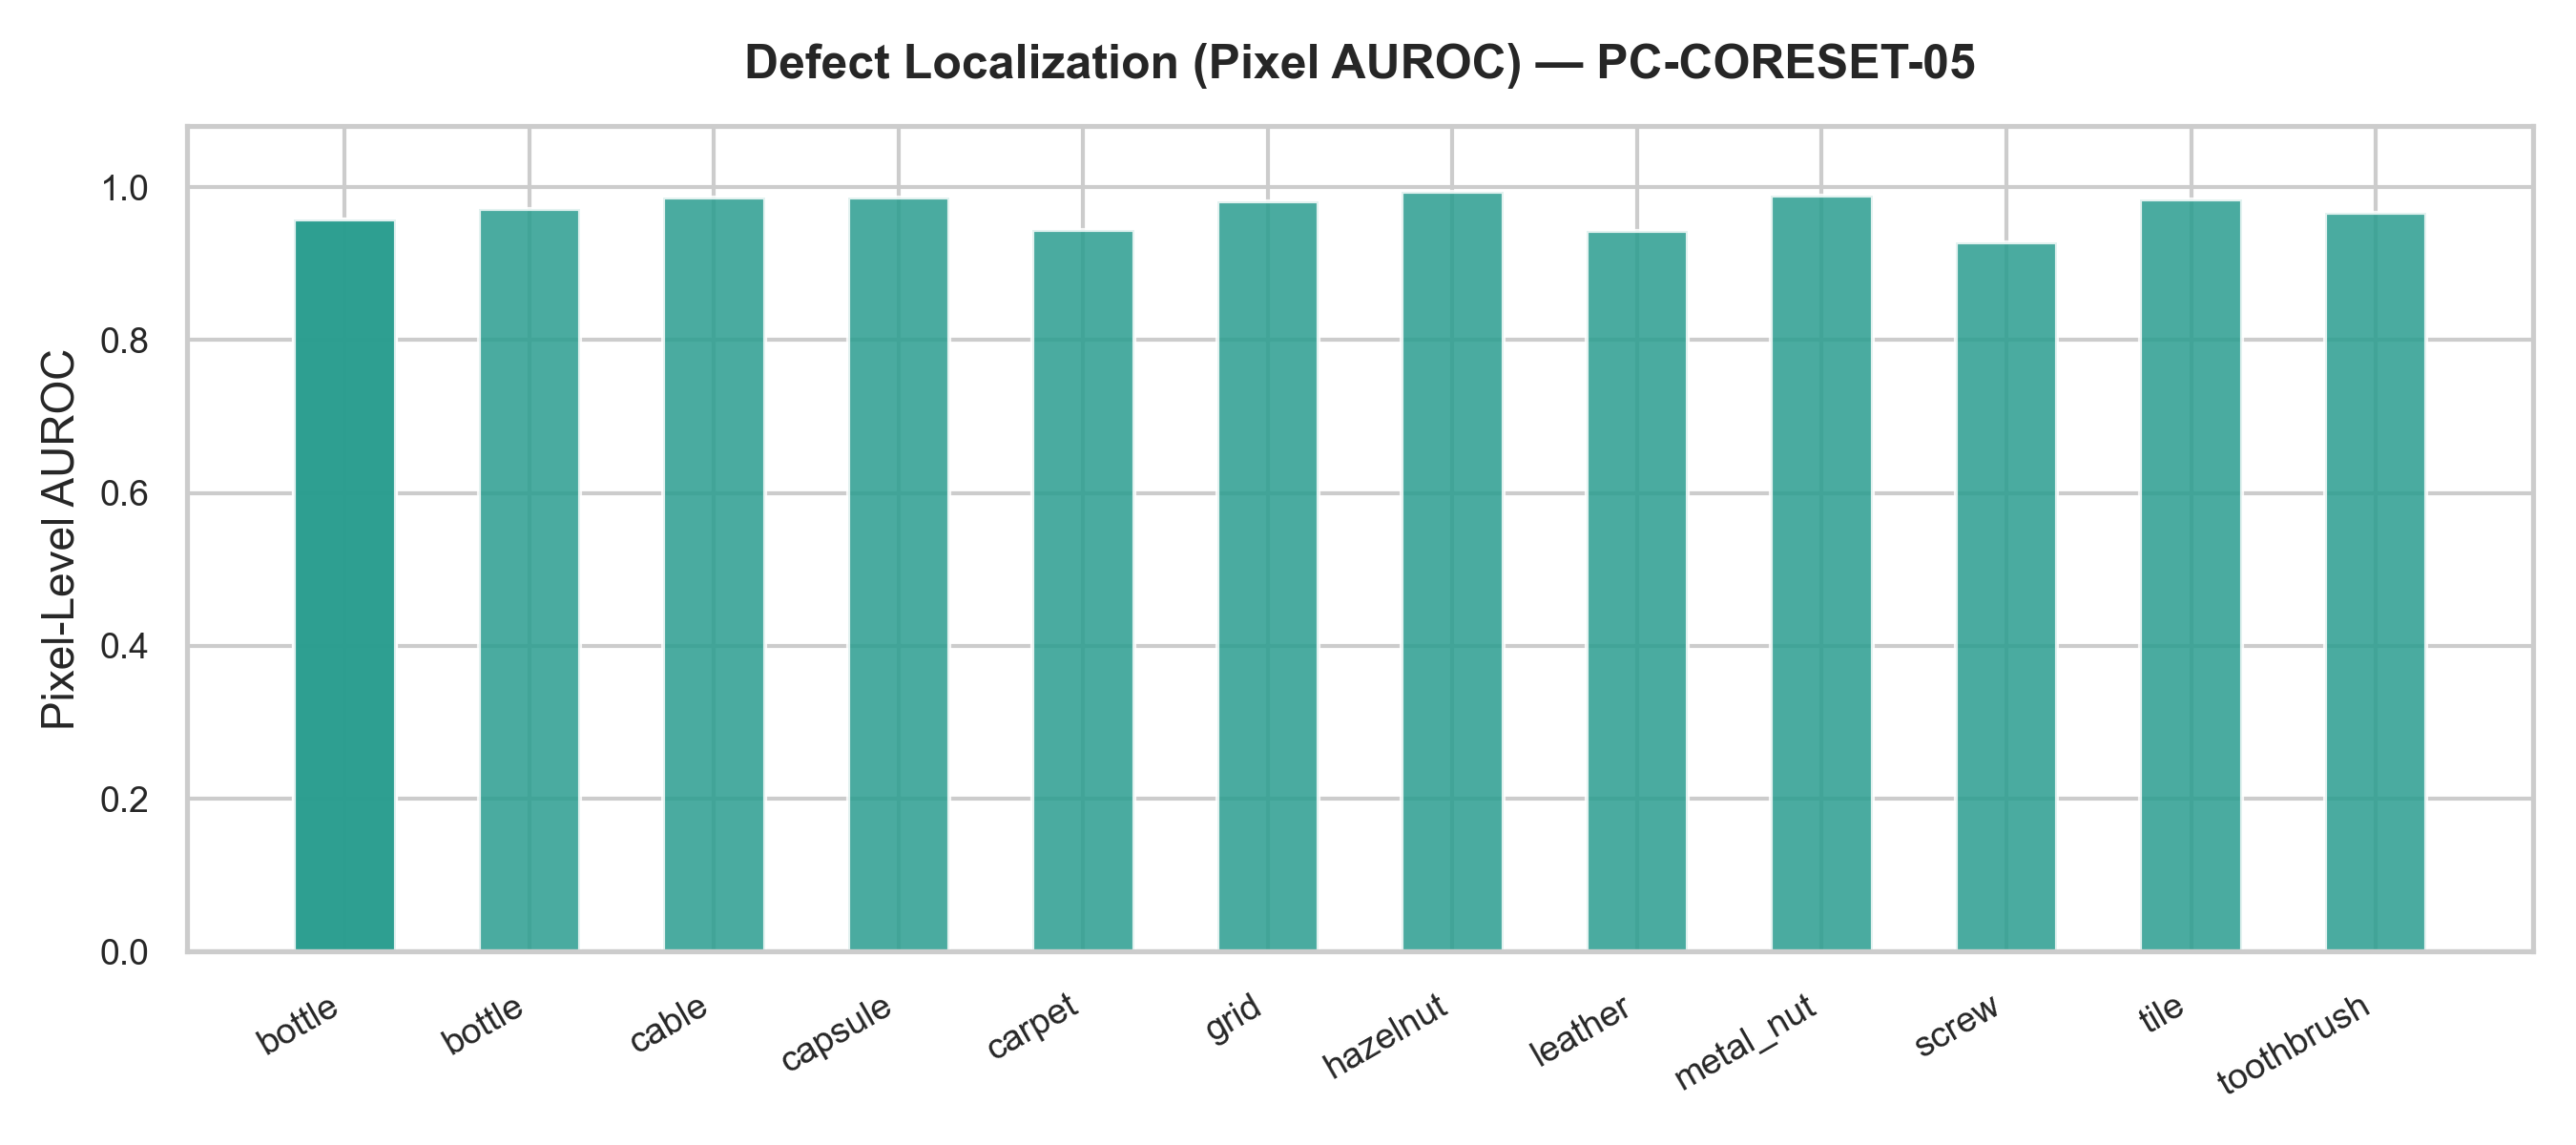 Defect Localization (Pixel AUROC) — PC-CORESET-05
Pixel-Level AUROC
1.0
0.8
0.6
0.4
0.2
0.0
bottle
bottle
cable
capsule
carpet
grid
hazelnut
leather
metal_nut
screw
tile
toothbrush